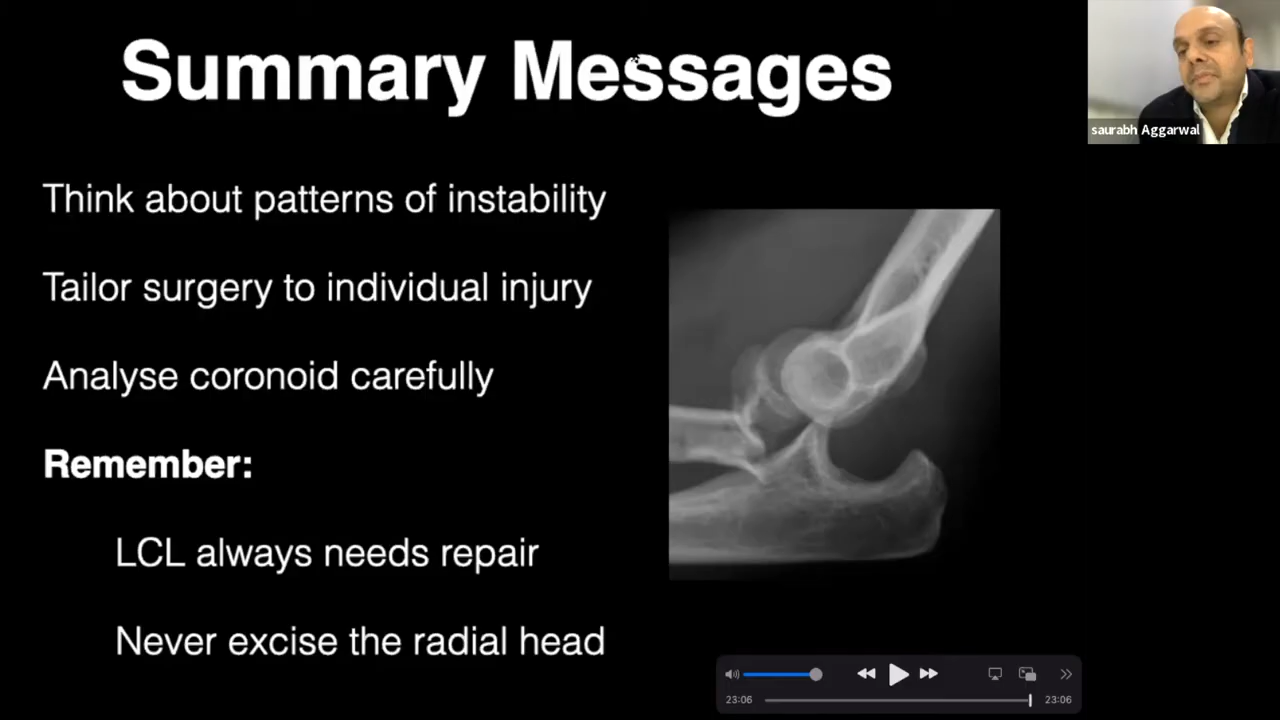 Summary Messages
saurabh Aggarwal
Think about patterns of instability
Tailor surgery to individual injury
Analyse coronoid carefully
Remember:
LCL always needs repair
Never excise the radial head
23:06
23:06